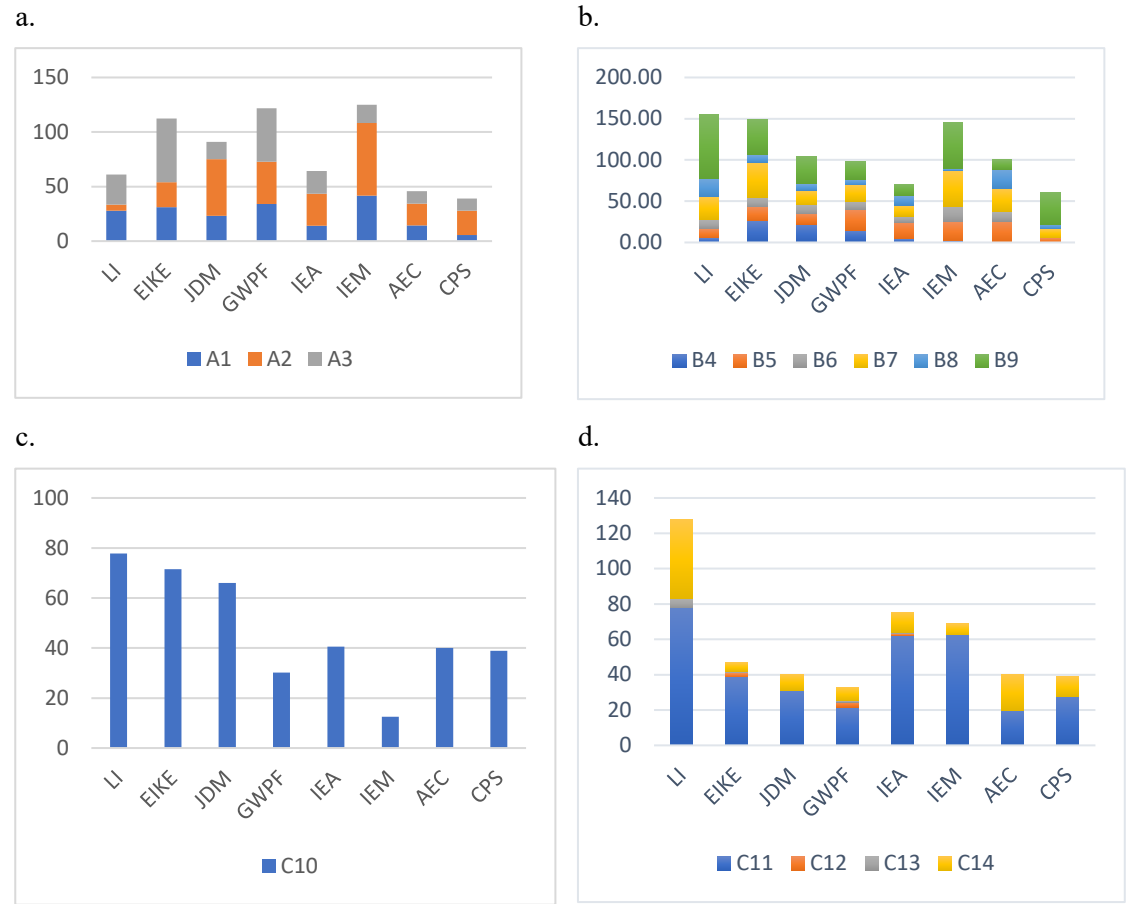 a.
150
100
50
0
LI EIKE JDM GWPF IEA IEM AEC CPS
A1 A2 A3
b.
200.00
150.00
100.00
50.00
0.00
LI EIKE JDM GWPF IEA IEM AEC CPS
B4 B5 B6 B7 B8 B9
c.
100
80
60
40
20
0
LI EIKE JDM GWPF IEA IEM AEC CPS
C10
d.
140
120
100
80
60
40
20
0
LI EIKE JDM GWPF IEA IEM AEC CPS
C11 C12 C13 C14